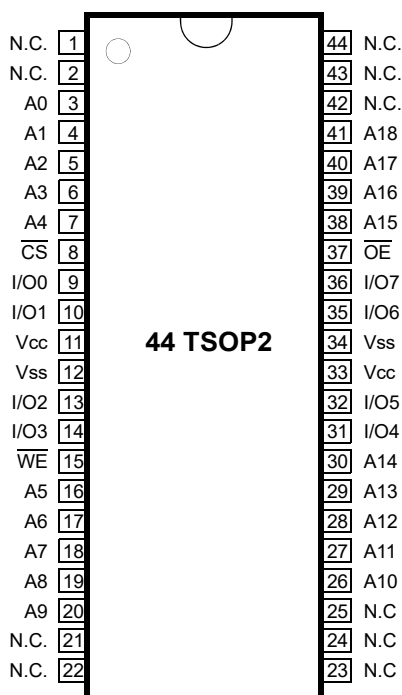 N.C. 1 44 N.C.
N.C. 2 43 N.C.
A0 3 42 N.C.
A1 4 41 A18
A2 5 40 A17
A3 6 39 A16
A4 7 38 A15
C̅S̅ 8 37 O̅E̅
I/O0 9 36 I/O7
I/O1 10 35 I/O6
Vcc 11 44 TSOP2 34 Vss
Vss 12 33 Vcc
I/O2 13 32 I/O5
I/O3 14 31 I/O4
W̅E̅ 15 30 A14
A5 16 29 A13
A6 17 28 A12
A7 18 27 A11
A8 19 26 A10
A9 20 25 N.C
N.C. 21 24 N.C
N.C. 22 23 N.C